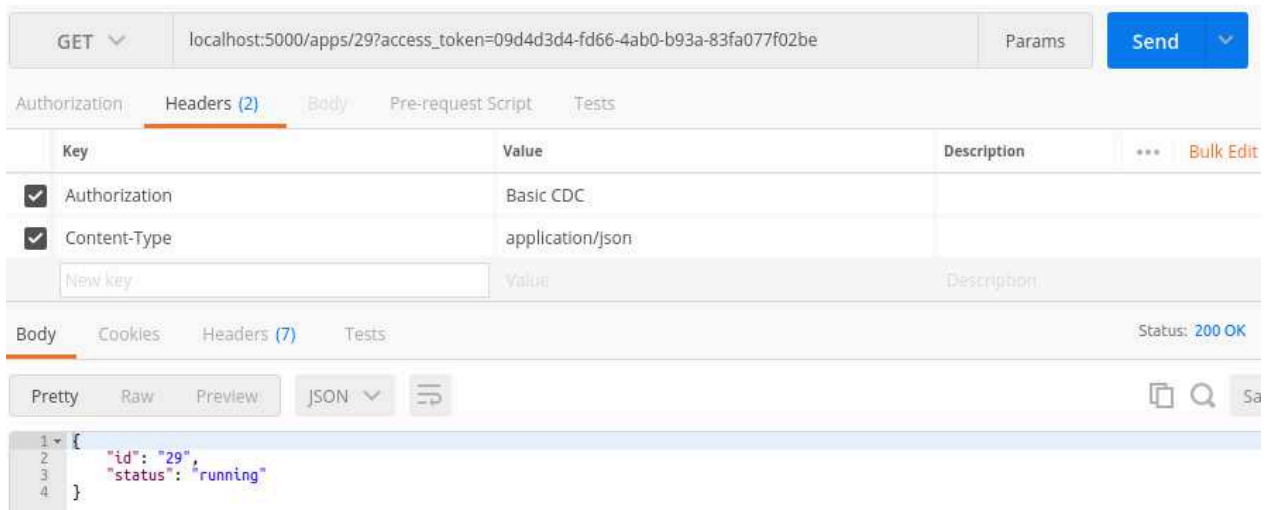 GET localhost:5000/apps/29?access_token=09d4d3d4-fd66-4ab0-b93a-83fa077f02be Params Send
Authorization Headers (2) Body Pre-request Script Tests
Key Value Description ••• Bulk Edit
Authorization Basic CDC
Content-Type application/json
New key Value Description
Body Cookies Headers (7) Tests Status: 200 OK
Pretty Raw Preview JSON Sa
1 {
2 "id": "29",
3 "status": "running"
4 }